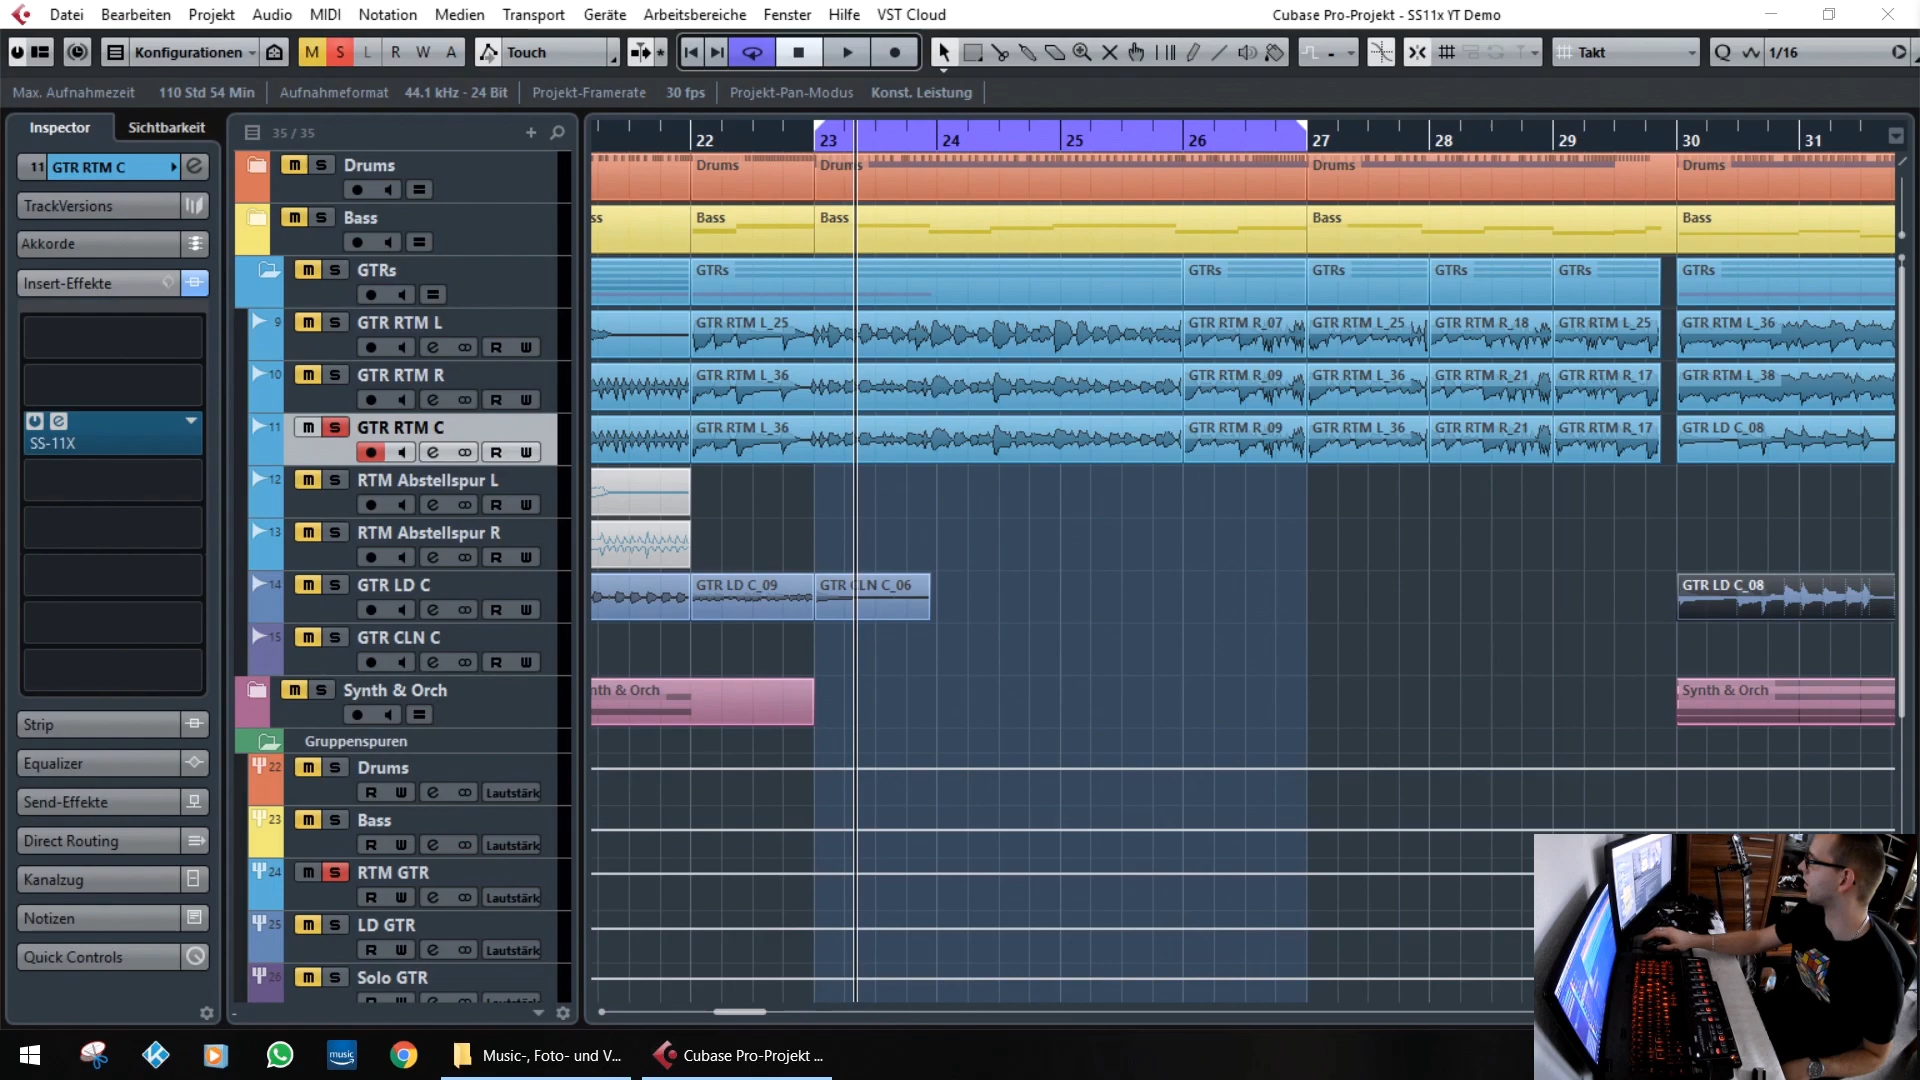 Datei Bearbeiten Projekt Audio MIDI Notation Medien Transport Geräte Arbeitsbereiche Fenster Hilfe VST Cloud Cubase Pro-Projekt - SS11x YT Demo
Konfigurationen M S L R W A Touch Takt Q 1/16
Max. Aufnahmezeit 110 Std 54 Min Aufnahmeformat 44.1 kHz - 24 Bit Projekt-Framerate 30 fps Projekt-Pan-Modus Konst. Leistung
Inspector Sichtbarkeit 35 / 35
22 23 24 25 26 27 28 29 30 31
11 GTR RTM C e
TrackVersions
Akkorde
Insert-Effekte
SS-11X
Strip
Equalizer
Send-Effekte
Direct Routing
Kanalzug
Notizen
Quick Controls
m S Drums
Drums Drums Drums Drums
m S Bass
ss Bass Bass Bass Bass
m S GTRs
GTRs GTRs GTRs GTRs GTRs GTRs
9 m S GTR RTM L
R W
GTR RTM L_25 GTR RTM R_07 GTR RTM L_25 GTR RTM R_18 GTR RTM L_25 GTR RTM L_36
10 m S GTR RTM R
R W
GTR RTM L_36 GTR RTM R_09 GTR RTM L_36 GTR RTM R_21 GTR RTM R_17 GTR RTM L_38
11 m S GTR RTM C
R W
GTR RTM L_36 GTR RTM R_09 GTR RTM L_36 GTR RTM R_21 GTR RTM R_17 GTR LD C_08
12 m S RTM Abstellspur L
R W
13 m S RTM Abstellspur R
R W
14 m S GTR LD C
R W
GTR LD C_09 GTR CLN C_06 GTR LD C_08
15 m S GTR CLN C
R W
m S Synth & Orch
nth & Orch Synth & Orch
Gruppenspuren
22 m S Drums
R W Lautstärk
23 m S Bass
R W Lautstärk
24 m S RTM GTR
R W Lautstärk
25 m S LD GTR
R W Lautstärk
26 m S Solo GTR
music Music-, Foto- und V... Cubase Pro-Projekt ...